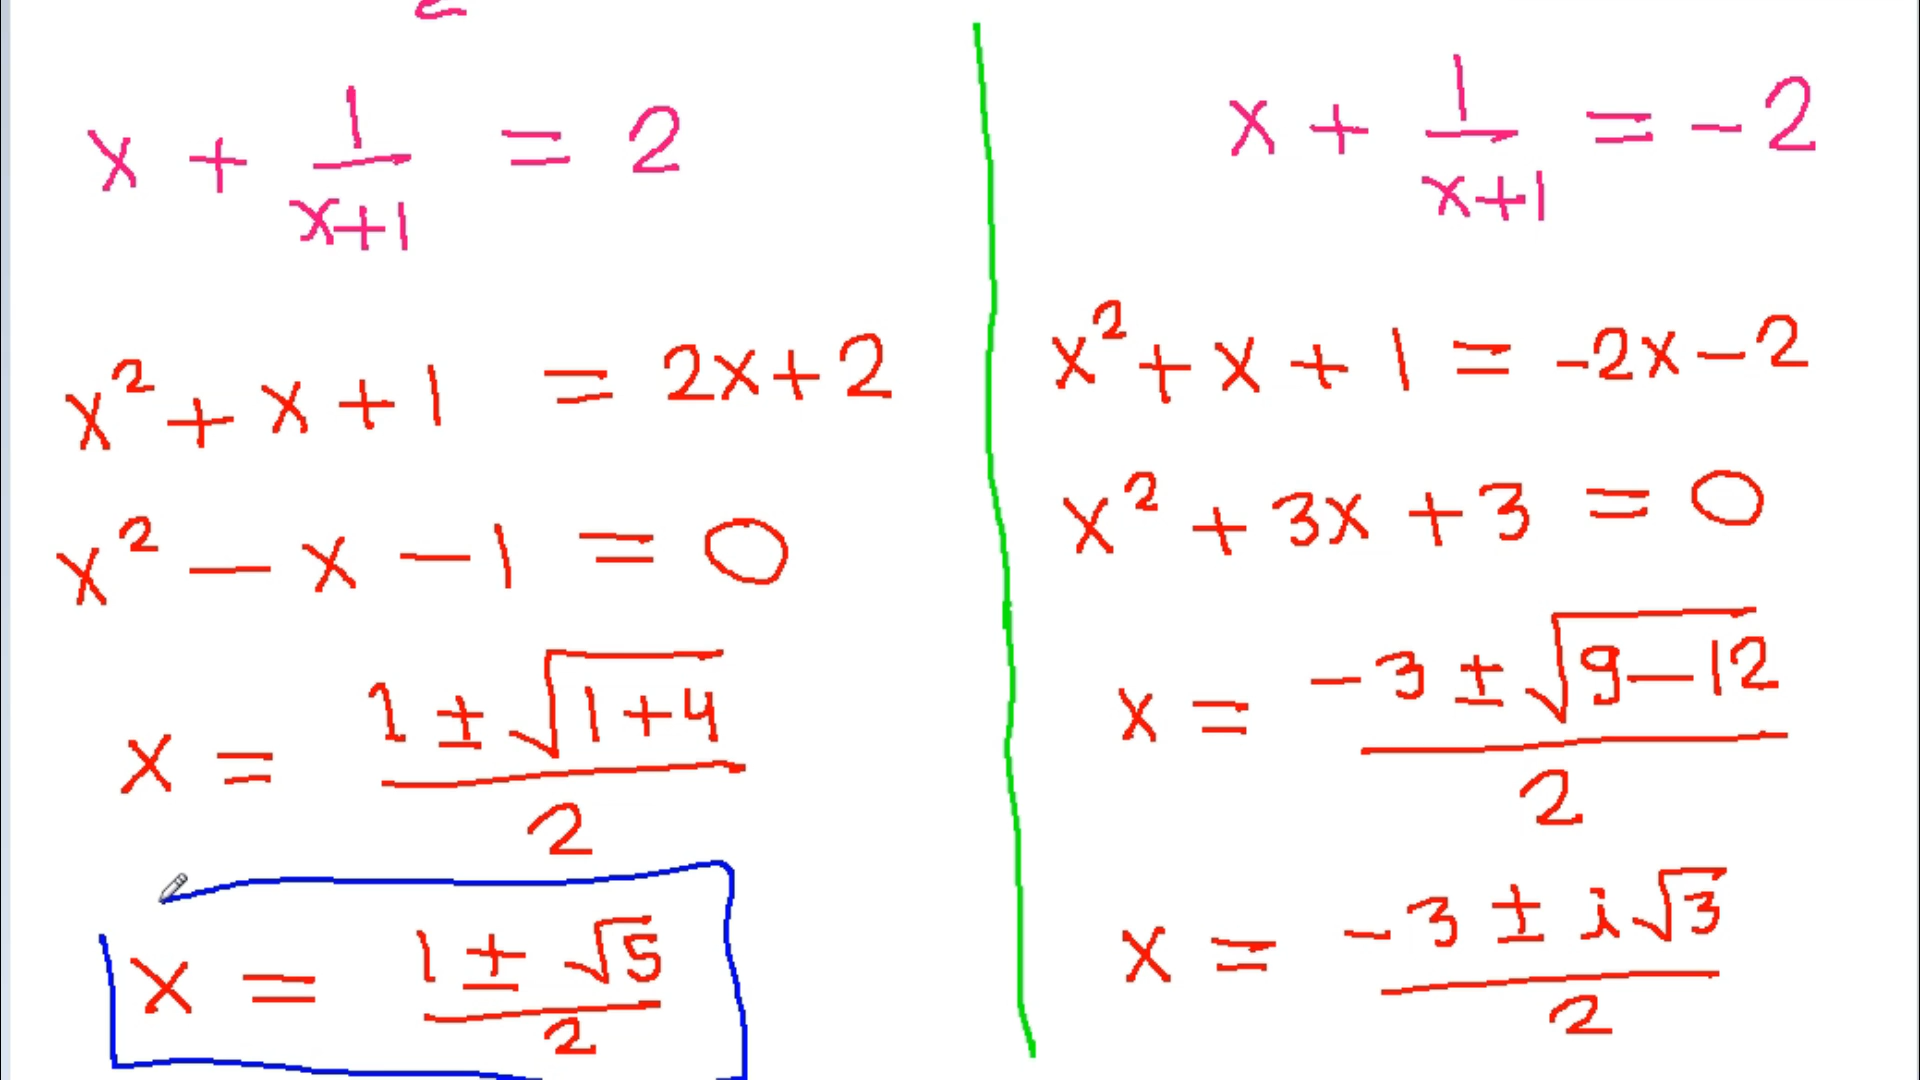 2
x + 1/(x+1) = 2
x² + x + 1 = 2x + 2
x² − x − 1 = 0
x = (1 ± √(1+4))/2
x = (1 ± √5)/2
x + 1/(x+1) = −2
x² + x + 1 = −2x − 2
x² + 3x + 3 = 0
x = (−3 ± √(9−12))/2
x = (−3 ± i√3)/2